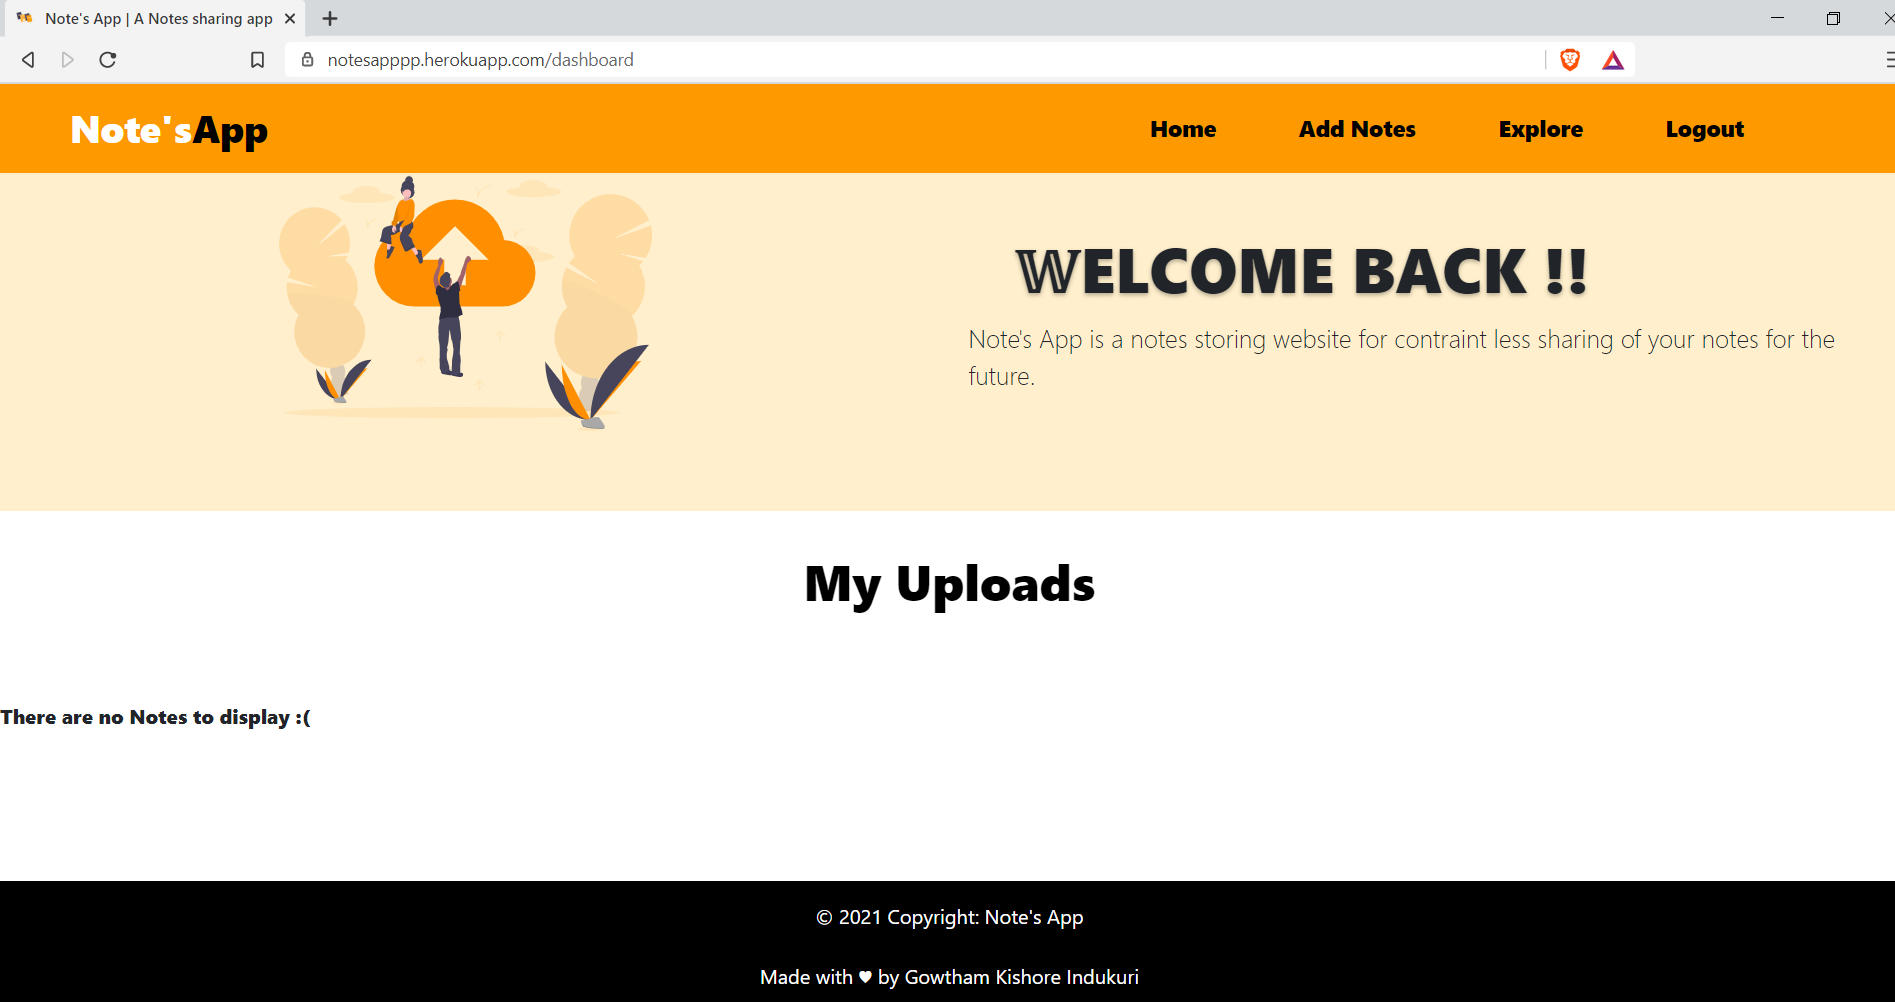 Note's App | A Notes sharing app
notesapppp.herokuapp.com/dashboard
Note'sApp
Home
Add Notes
Explore
Logout
𝕎ELCOME BACK !!
Note's App is a notes storing website for contraint less sharing of your notes for the
future.
My Uploads
There are no Notes to display :(
© 2021 Copyright: Note's App
Made with ♥ by Gowtham Kishore Indukuri